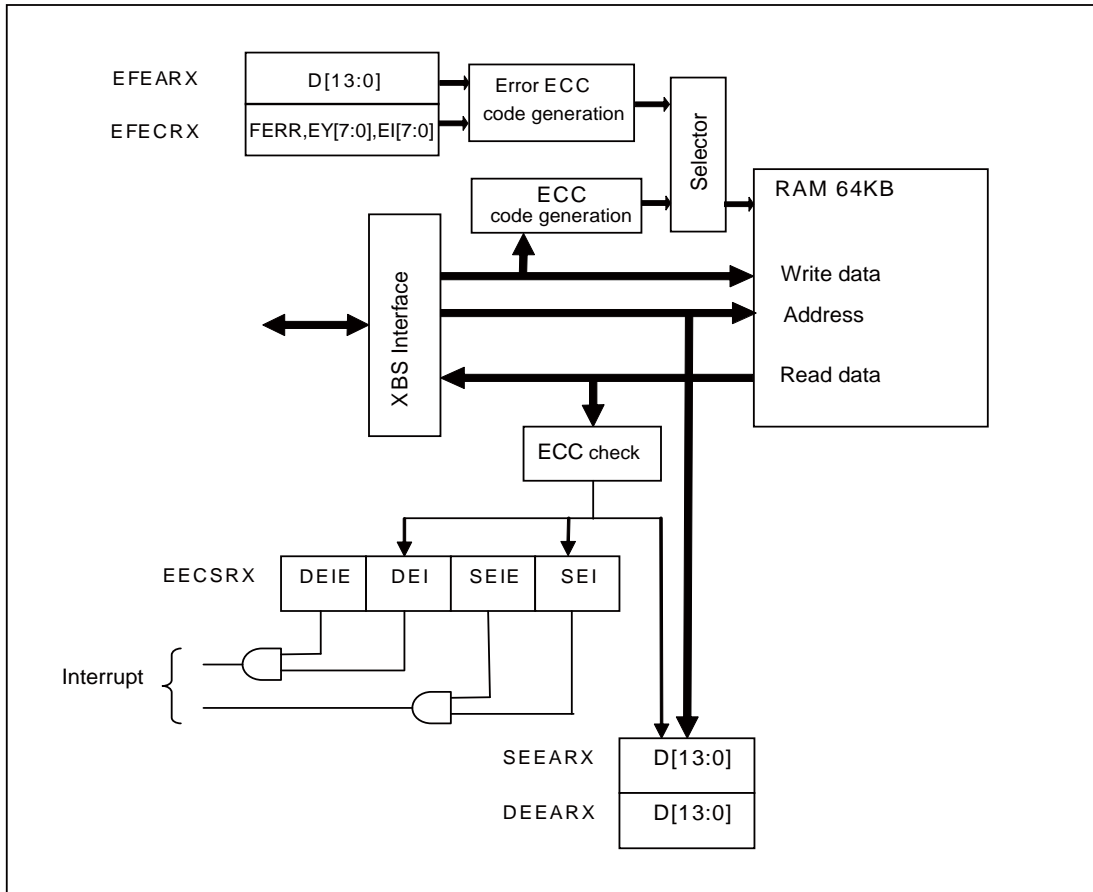 EFEARX
D[13:0]
EFECRX
FERR,EY[7:0],EI[7:0]
Error ECC
code generation
Selector
ECC
code generation
RAM 64KB
XBS Interface
Write data
Address
Read data
ECC check
EECSRX
DEIE
DEI
SEIE
SEI
Interrupt
SEEARX
D[13:0]
DEEARX
D[13:0]